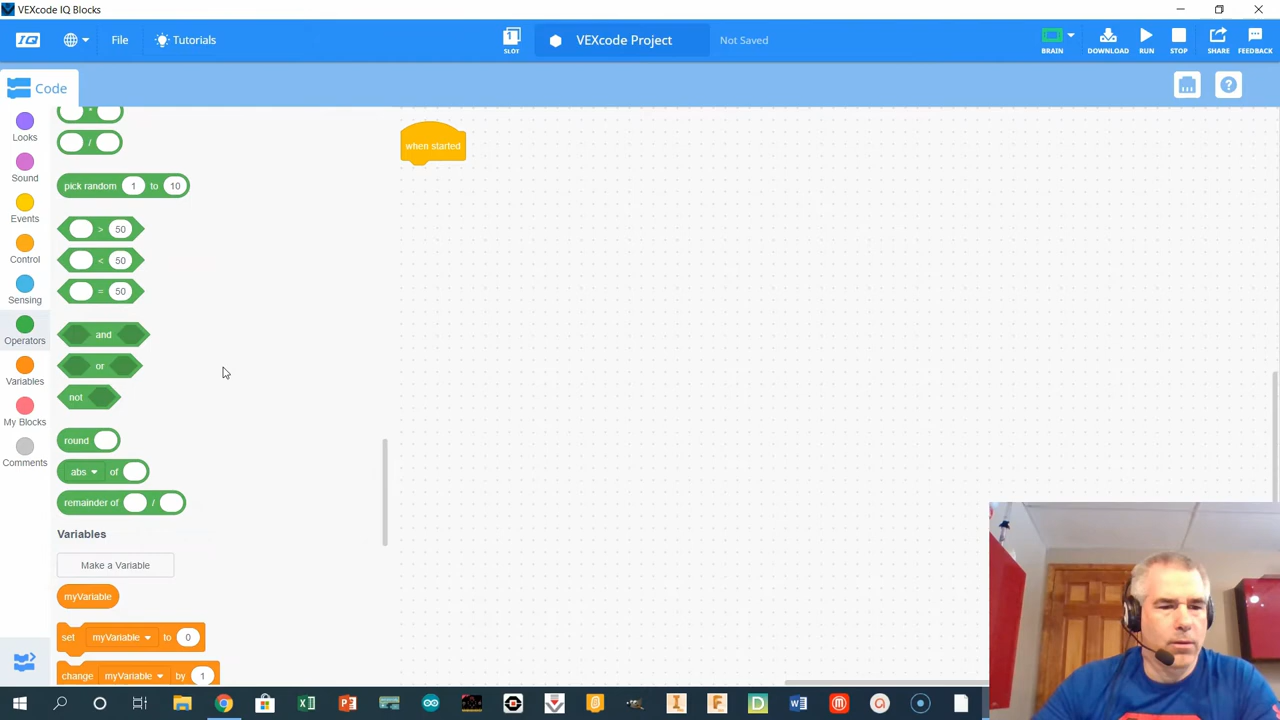 VEXcode IQ Blocks
IQ File Tutorials SLOT VEXcode Project Not Saved BRAIN DOWNLOAD RUN STOP SHARE FEEDBACK
Code
Looks
Sound
Events
Control
Sensing
Operators
Variables
My Blocks
Comments
*
/
pick random 1 to 10
> 50
< 50
= 50
and
or
not
round
abs of
remainder of /
Variables
Make a Variable
myVariable
set myVariable to 0
change myVariable by 1
when started